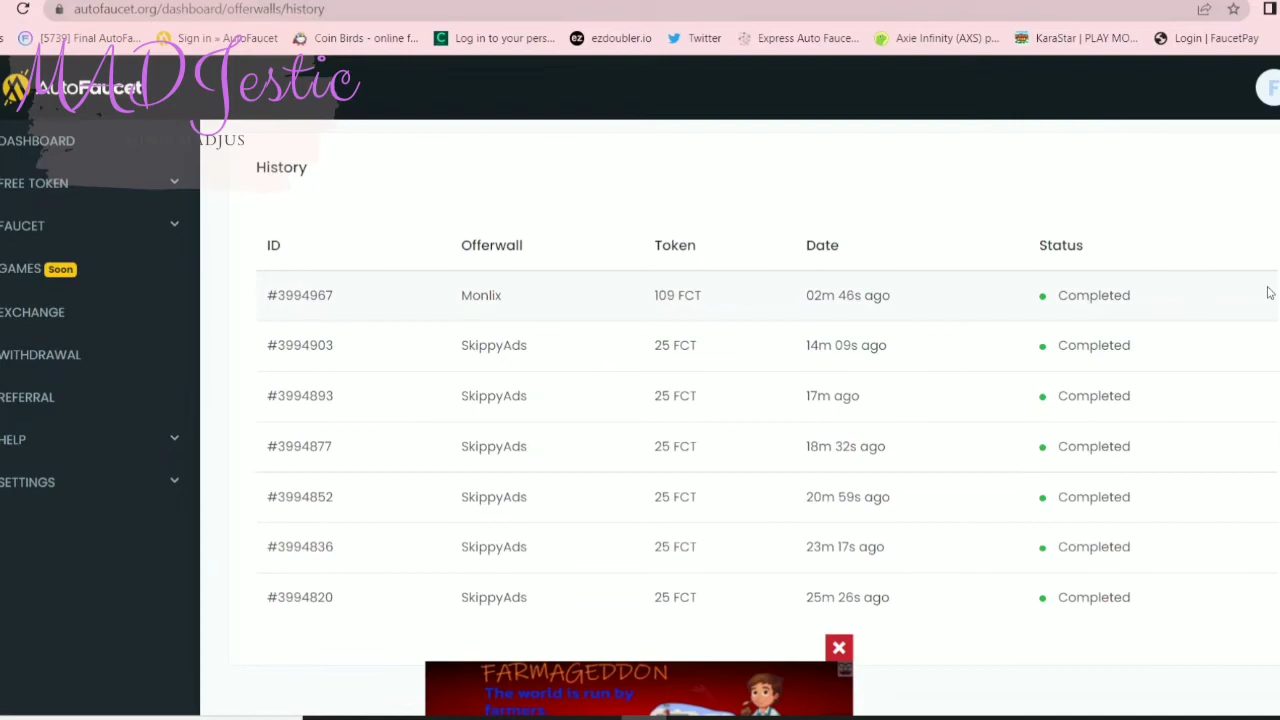 autofaucet.org/dashboard/offerwalls/history
[5739] Final AutoFa... Sign in » AutoFaucet Coin Birds - online f... C Log in to your pers... ez ezdoubler.io Twitter Express Auto Fauce... Axie Infinity (AXS) p... KaraStar | PLAY MO... Login | FaucetPay
MADJestic
AutoFaucet
F
DASHBOARD
FREE TOKEN
FAUCET
GAMES Soon
EXCHANGE
WITHDRAWAL
REFERRAL
HELP
SETTINGS
History
ID Offerwall Token Date Status
#3994967 Monlix 109 FCT 02m 46s ago Completed
#3994903 SkippyAds 25 FCT 14m 09s ago Completed
#3994893 SkippyAds 25 FCT 17m ago Completed
#3994877 SkippyAds 25 FCT 18m 32s ago Completed
#3994852 SkippyAds 25 FCT 20m 59s ago Completed
#3994836 SkippyAds 25 FCT 23m 17s ago Completed
#3994820 SkippyAds 25 FCT 25m 26s ago Completed
FARMAGEDDON
The world is run by
farmers